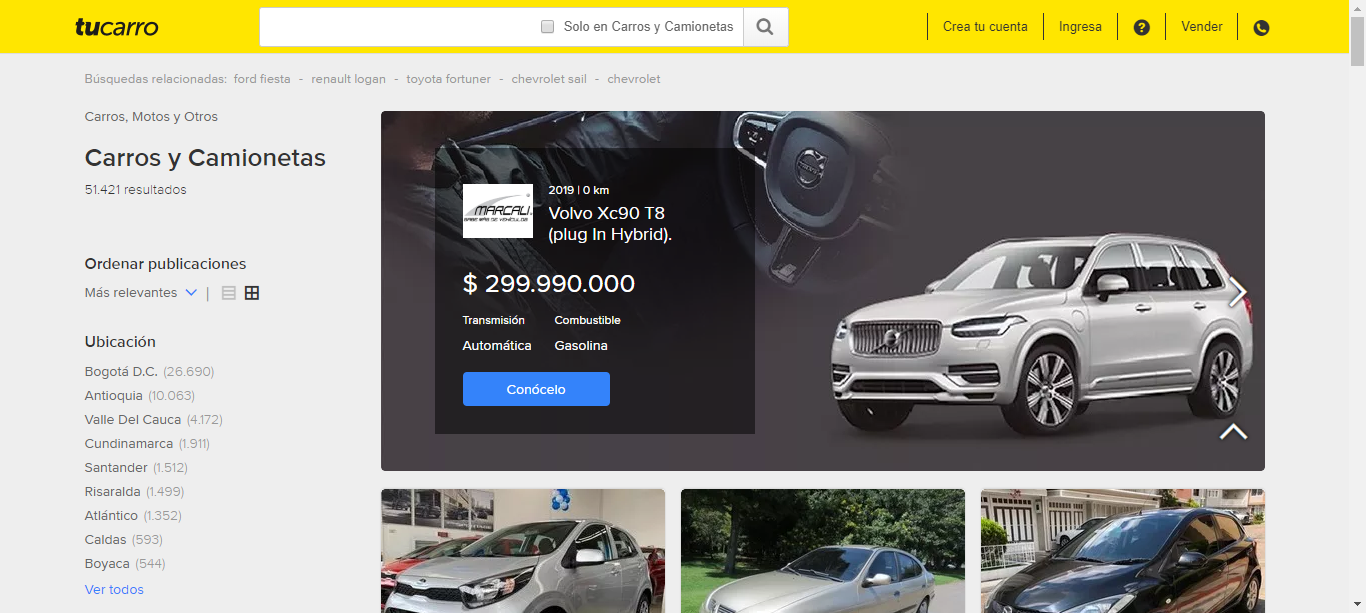 tucarro
Solo en Carros y Camionetas
Crea tu cuenta
Ingresa
?
Vender
Búsquedas relacionadas: ford fiesta - renault logan - toyota fortuner - chevrolet sail - chevrolet
Carros, Motos y Otros
Carros y Camionetas
51.421 resultados
Ordenar publicaciones
Más relevantes
Ubicación
Bogotá D.C. (26.690)
Antioquia (10.063)
Valle Del Cauca (4.172)
Cundinamarca (1.911)
Santander (1.512)
Risaralda (1.499)
Atlántico (1.352)
Caldas (593)
Boyaca (544)
Ver todos
MARCALI
SABE MÁS DE VEHÍCULOS
2019 | 0 km
Volvo Xc90 T8
(plug In Hybrid).
$ 299.990.000
Transmisión Combustible
Automática Gasolina
Conócelo